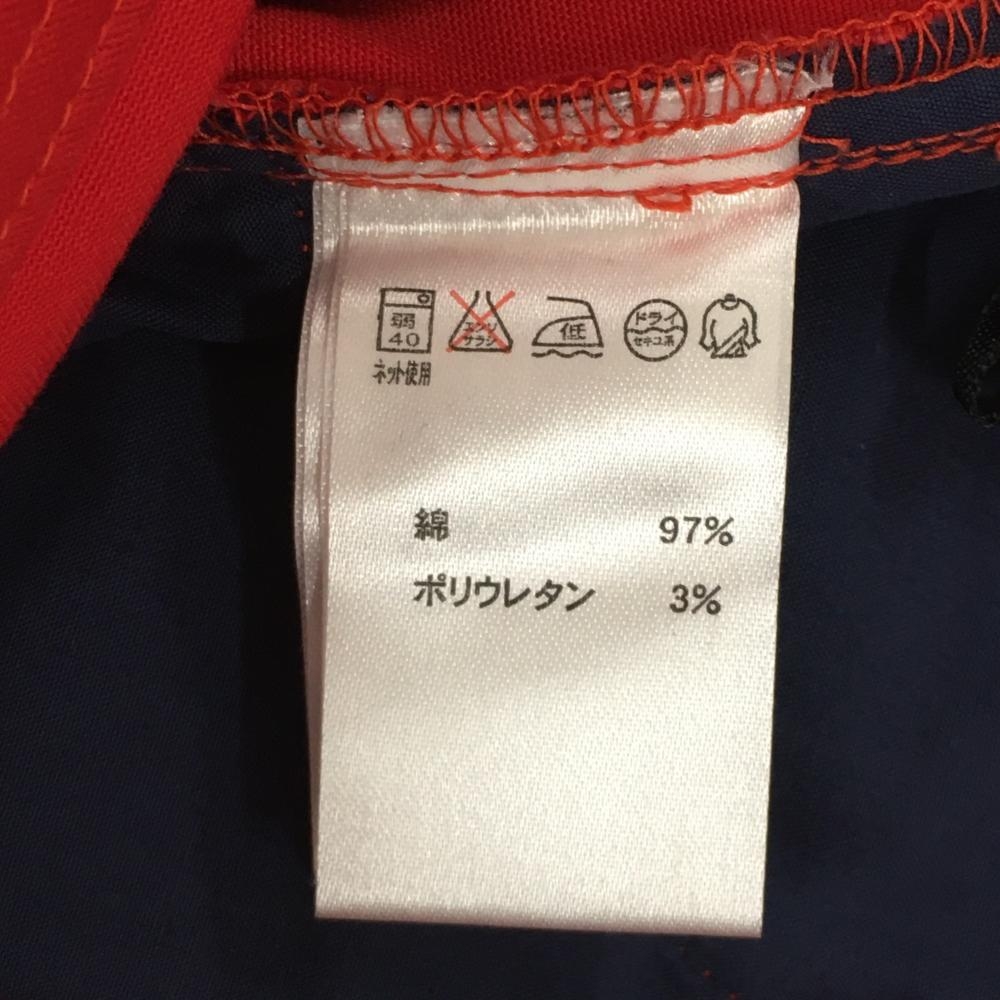 弱
40
ネット使用
エンソ
サラシ
低
ドライ
セキユ系
綿 97%
ポリウレタン 3%